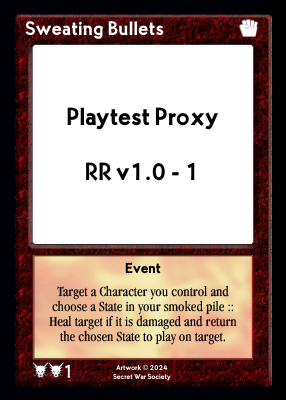 Sweating Bullets
Playtest Proxy
RR v1.0 - 1
Event
Target a Character you control and
choose a State in your smoked pile ::
Heal target if it is damaged and return
the chosen State to play on target.
1
Artwork © 2024
Secret War Society